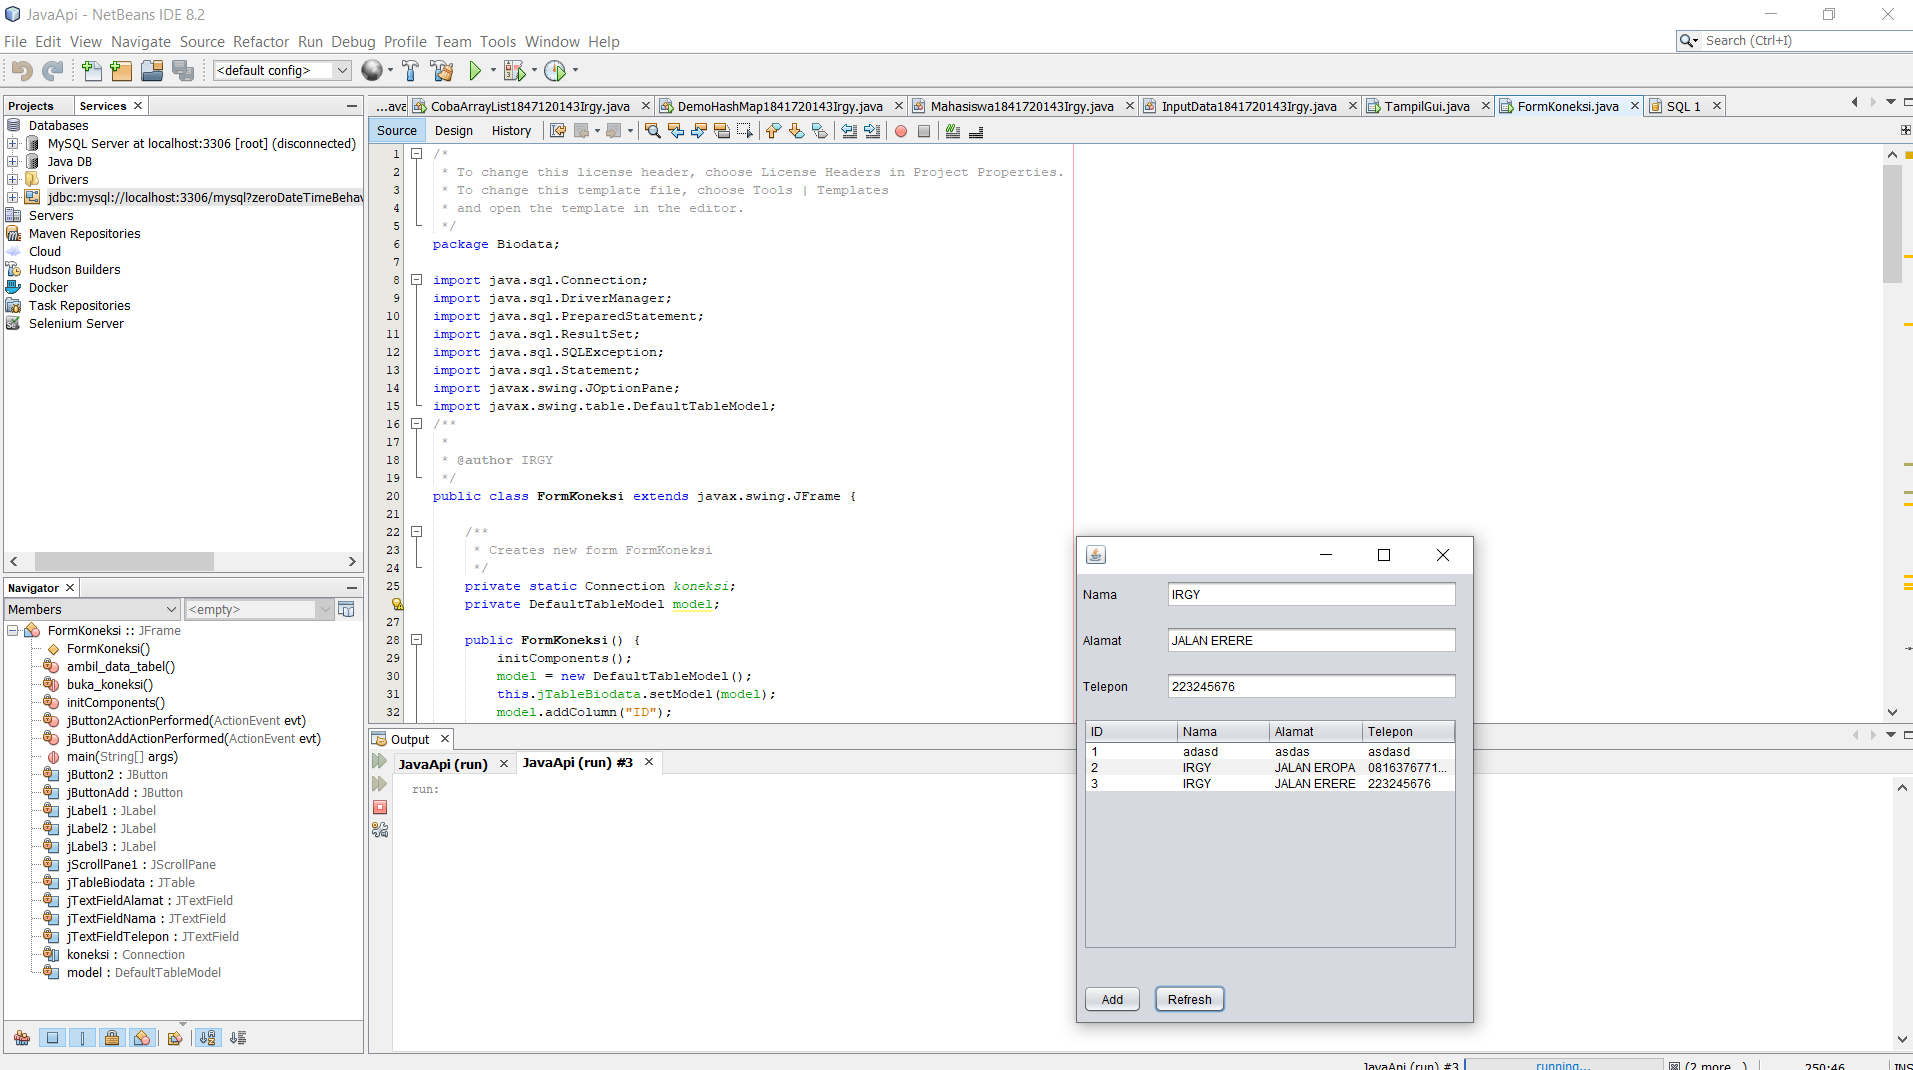 JavaApi - NetBeans IDE 8.2
File Edit View Navigate Source Refactor Run Debug Profile Team Tools Window Help
Search (Ctrl+I)
<default config>
Projects Services
Databases
MySQL Server at localhost:3306 [root] (disconnected)
Java DB
Drivers
jdbc:mysql://localhost:3306/mysql?zeroDateTimeBehav
Servers
Maven Repositories
Cloud
Hudson Builders
Docker
Task Repositories
Selenium Server
Navigator
Members <empty>
FormKoneksi :: JFrame
FormKoneksi()
ambil_data_tabel()
buka_koneksi()
initComponents()
jButton2ActionPerformed(ActionEvent evt)
jButtonAddActionPerformed(ActionEvent evt)
main(String[] args)
jButton2 : JButton
jButtonAdd : JButton
jLabel1 : JLabel
jLabel2 : JLabel
jLabel3 : JLabel
jScrollPane1 : JScrollPane
jTableBiodata : JTable
jTextFieldAlamat : JTextField
jTextFieldNama : JTextField
jTextFieldTelepon : JTextField
koneksi : Connection
model : DefaultTableModel
...ava CobaArrayList1847120143Irgy.java DemoHashMap1841720143Irgy.java Mahasiswa1841720143Irgy.java InputData1841720143Irgy.java TampilGui.java FormKoneksi.java SQL 1
Source Design History
1 /*
2 * To change this license header, choose License Headers in Project Properties.
3 * To change this template file, choose Tools | Templates
4 * and open the template in the editor.
5 */
6 package Biodata;
7
8 import java.sql.Connection;
9 import java.sql.DriverManager;
10 import java.sql.PreparedStatement;
11 import java.sql.ResultSet;
12 import java.sql.SQLException;
13 import java.sql.Statement;
14 import javax.swing.JOptionPane;
15 import javax.swing.table.DefaultTableModel;
16 /**
17 *
18 * @author IRGY
19 */
20 public class FormKoneksi extends javax.swing.JFrame {
21
22 /**
23 * Creates new form FormKoneksi
24 */
25 private static Connection koneksi;
private DefaultTableModel model;
27
28 public FormKoneksi() {
29 initComponents();
30 model = new DefaultTableModel();
31 this.jTableBiodata.setModel(model);
32 model.addColumn("ID");
Output
JavaApi (run) JavaApi (run) #3
run:
Nama IRGY
Alamat JALAN ERERE
Telepon 223245676
ID Nama Alamat Telepon
1 adasd asdas asdasd
2 IRGY JALAN EROPA 0816376771...
3 IRGY JALAN ERERE 223245676
Add Refresh
JavaApi (run) #3 running... (2 more...) 250:46 INS